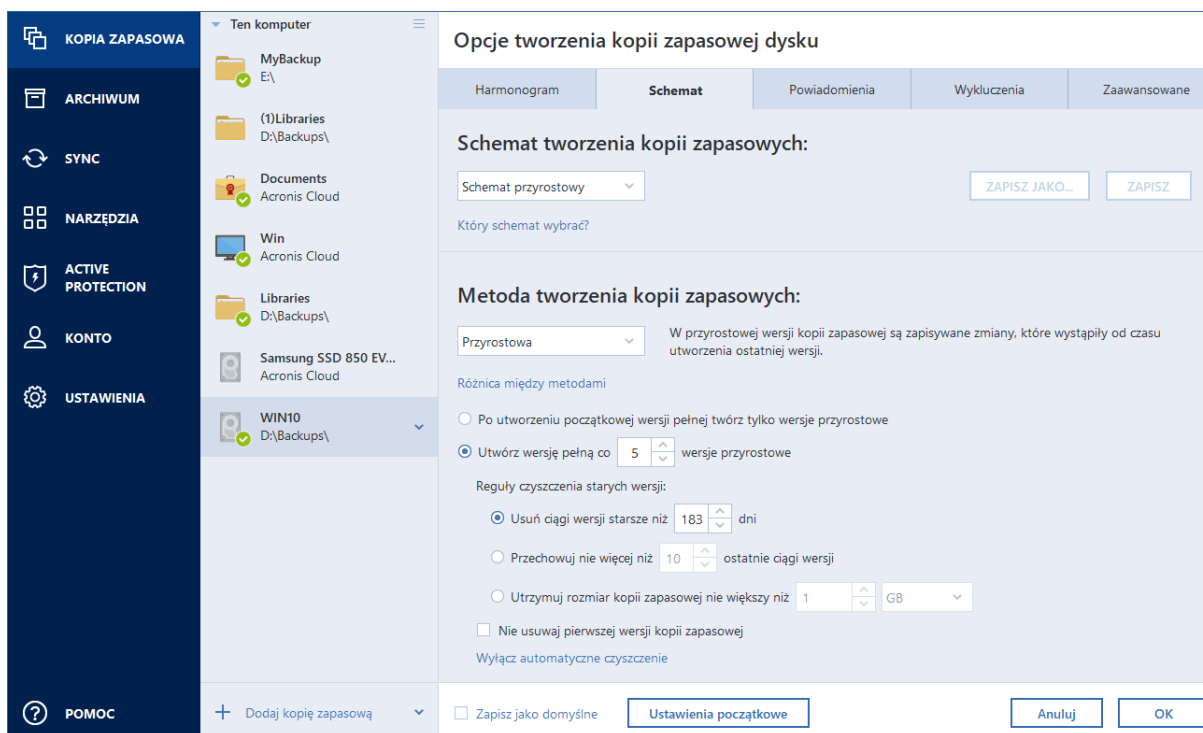 KOPIA ZAPASOWA
ARCHIWUM
SYNC
NARZĘDZIA
ACTIVE
PROTECTION
KONTO
USTAWIENIA
POMOC
Ten komputer
MyBackup
E:\
(1)Libraries
D:\Backups\
Documents
Acronis Cloud
Win
Acronis Cloud
Libraries
D:\Backups\
Samsung SSD 850 EV...
Acronis Cloud
WIN10
D:\Backups\
Dodaj kopię zapasową
Opcje tworzenia kopii zapasowej dysku
Harmonogram Schemat Powiadomienia Wykluczenia Zaawansowane
Schemat tworzenia kopii zapasowych:
Schemat przyrostowy ZAPISZ JAKO... ZAPISZ
Który schemat wybrać?
Metoda tworzenia kopii zapasowych:
Przyrostowa
W przyrostowej wersji kopii zapasowej są zapisywane zmiany, które wystąpiły od czasu
utworzenia ostatniej wersji.
Różnica między metodami
Po utworzeniu początkowej wersji pełnej twórz tylko wersje przyrostowe
Utwórz wersję pełną co 5 wersje przyrostowe
Reguły czyszczenia starych wersji:
Usuń ciągi wersji starsze niż 183 dni
Przechowuj nie więcej niż 10 ostatnie ciągi wersji
Utrzymuj rozmiar kopii zapasowej nie większy niż 1 GB
Nie usuwaj pierwszej wersji kopii zapasowej
Wyłącz automatyczne czyszczenie
Zapisz jako domyślne Ustawienia początkowe Anuluj OK